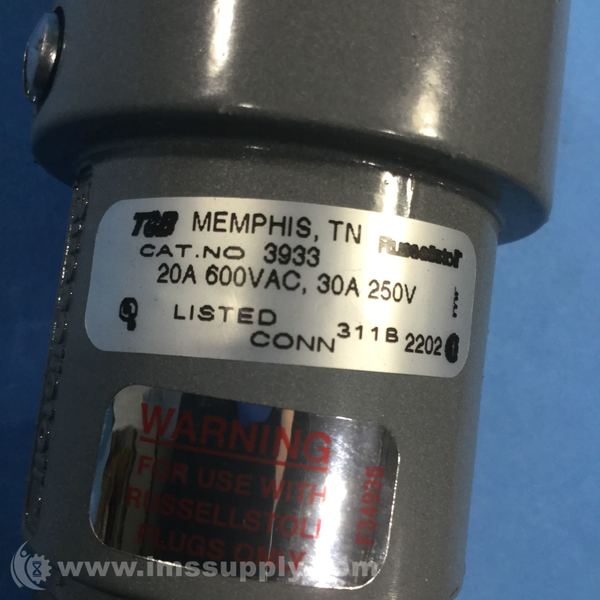 T&B MEMPHIS, TN Russellstoll
CAT.NO 3933
20A 600VAC, 30A 250V
LISTED
CONN 311B 2202
WARNING
FOR USE WITH
RUSSELLSTOLL
PLUGS ONLY
www.imssupply.com